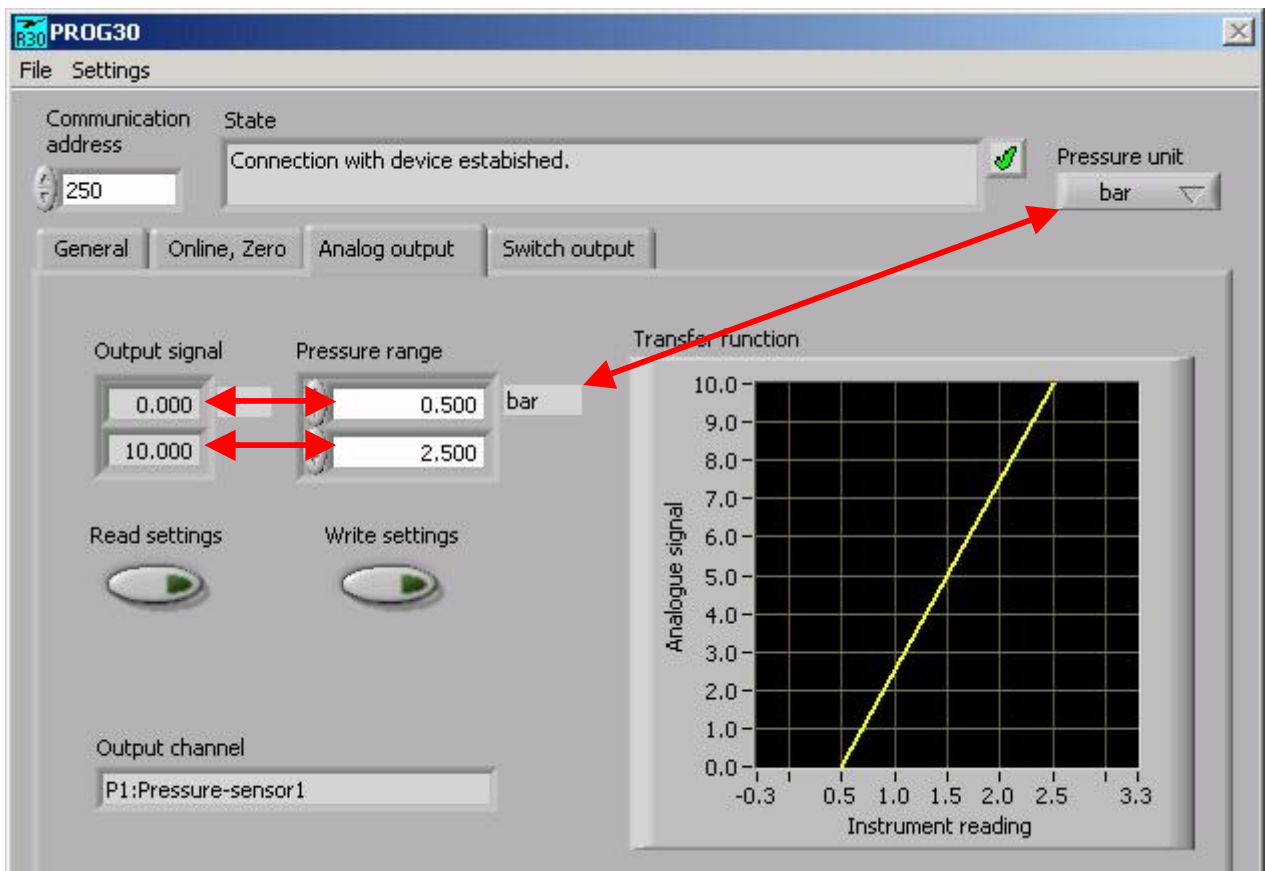 R30 PROG30
File Settings
Communication address
State
250
Connection with device estabished.
Pressure unit
bar
General Online, Zero Analog output Switch output
Output signal
Pressure range
0.000
0.500
bar
10.000
2.500
Read settings
Write settings
Output channel
P1:Pressure-sensor1
Transfer function
10.0
9.0
8.0
7.0
6.0
5.0
4.0
3.0
2.0
1.0
0.0
Analogue signal
-0.3 0.5 1.0 1.5 2.0 2.5 3.3
Instrument reading